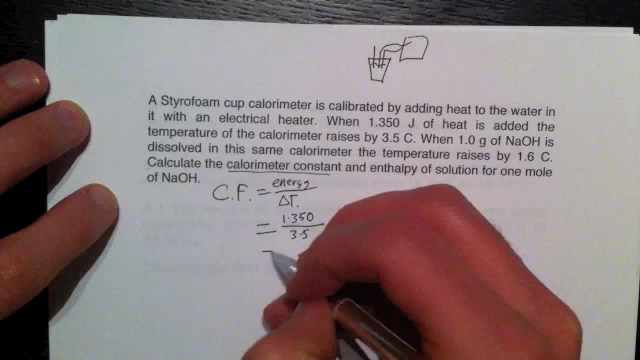 A Styrofoam cup calorimeter is calibrated by adding heat to the water in
it with an electrical heater. When 1.350 J of heat is added the
temperature of the calorimeter raises by 3.5 C. When 1.0 g of NaOH is
dissolved in this same calorimeter the temperature raises by 1.6 C.
Calculate the calorimeter constant and enthalpy of solution for one mole
of NaOH.
C.F. = energy
ΔT.
= 1.350
3.5